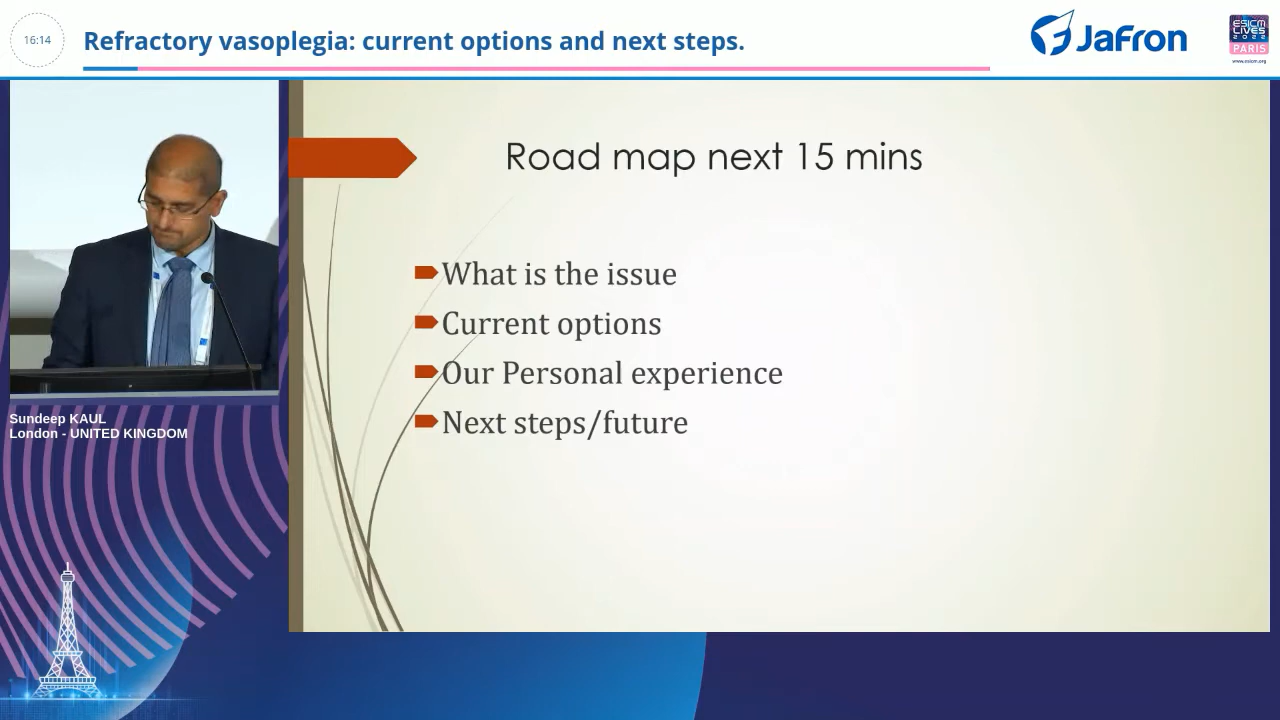 16:14
Refractory vasoplegia: current options and next steps.
Jafron
ESICM
LIVES
2022
PARIS
www.esicm.org
Road map next 15 mins
What is the issue
Current options
Our Personal experience
Next steps/future
Sundeep KAUL
London - UNITED KINGDOM